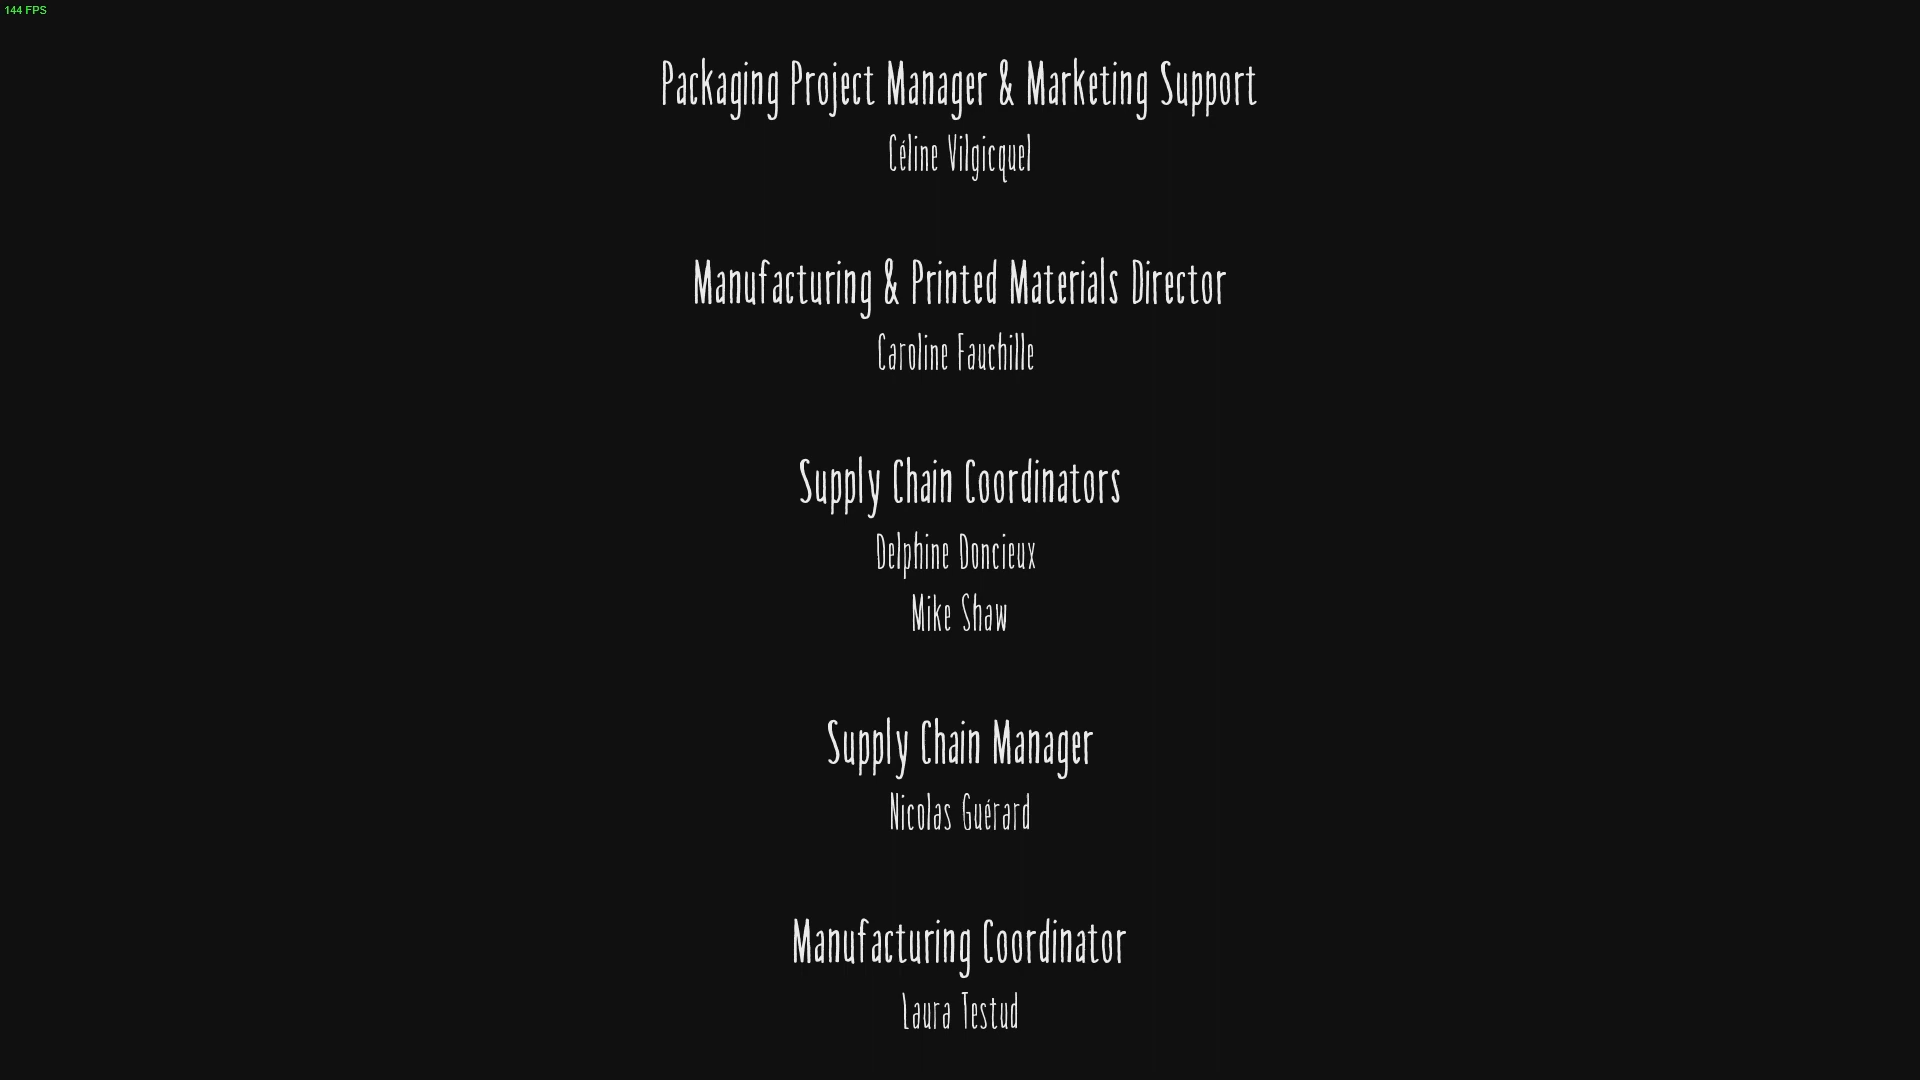 144 FPS
Packaging Project Manager & Marketing Support
Céline Vilgicquel
Manufacturing & Printed Materials Director
Caroline Fauchille
Supply Chain Coordinators
Delphine Doncieux
Mike Shaw
Supply Chain Manager
Nicolas Guérard
Manufacturing Coordinator
Laura Testud